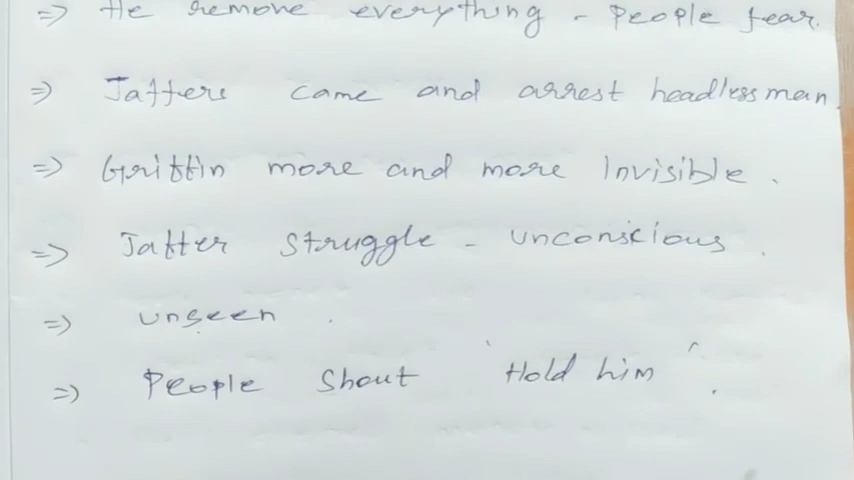 => He remove everything - People fear.
=> Jaffers came and arrest headless man.
=> Griffin more and more Invisible.
=> Jaffer struggle - unconscious.
=> unseen.
=> People Shout 'Hold him'.